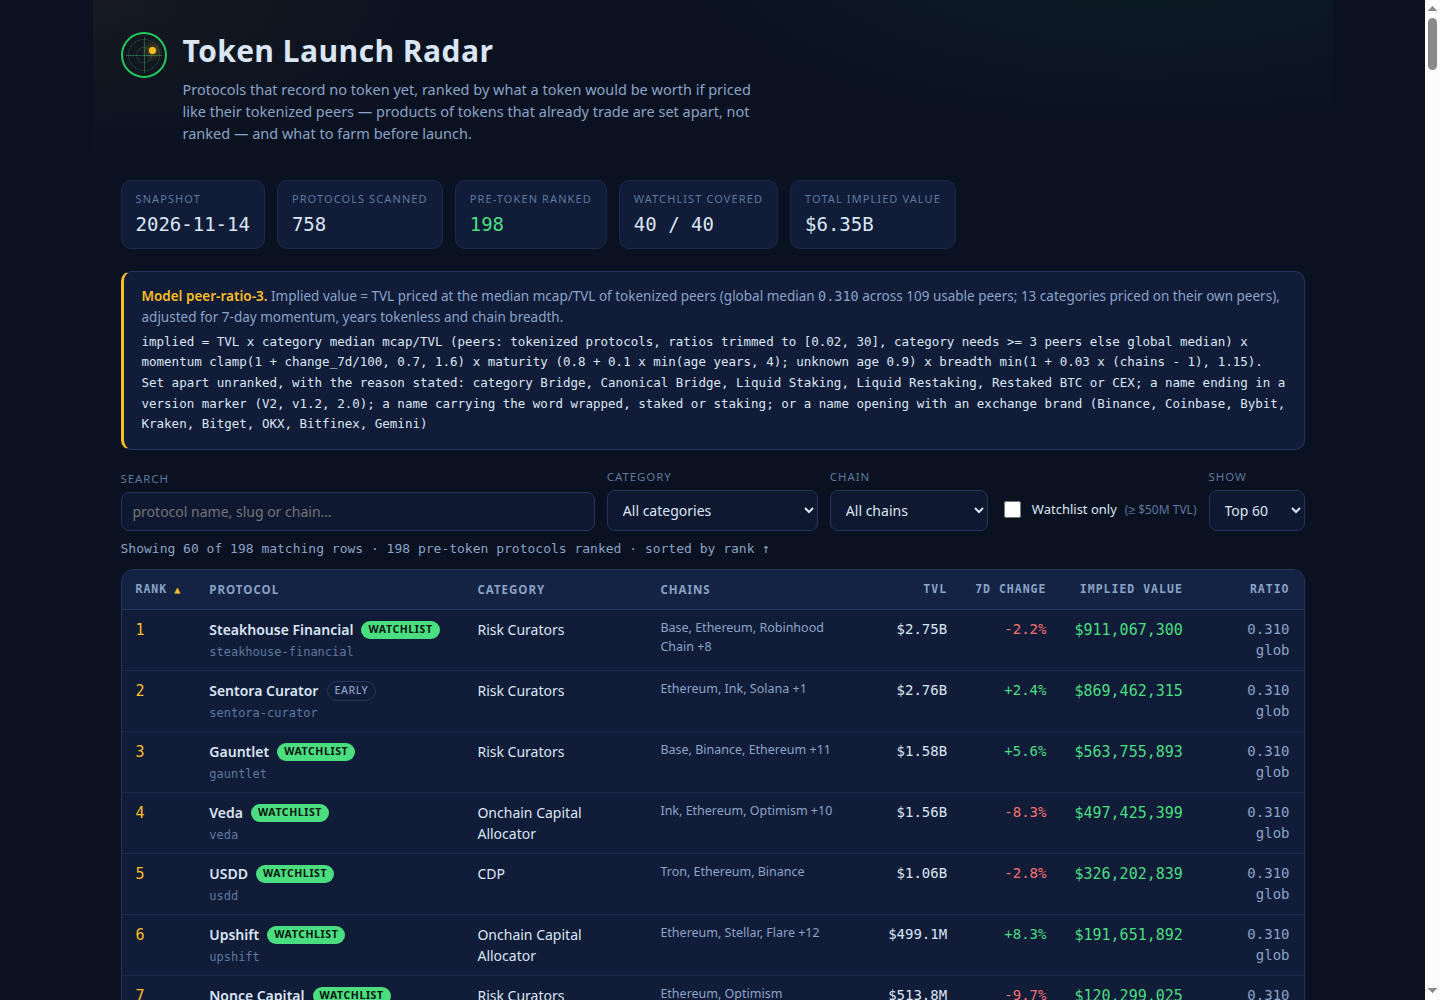 Token Launch Radar
Protocols that record no token yet, ranked by what a token would be worth if priced
like their tokenized peers — products of tokens that already trade are set apart, not
ranked — and what to farm before launch.
SNAPSHOT
2026-11-14
PROTOCOLS SCANNED
758
PRE-TOKEN RANKED
198
WATCHLIST COVERED
40 / 40
TOTAL IMPLIED VALUE
$6.35B
Model peer-ratio-3. Implied value = TVL priced at the median mcap/TVL of tokenized peers (global median 0.310 across 109 usable peers; 13 categories priced on their own peers),
adjusted for 7-day momentum, years tokenless and chain breadth.
implied = TVL x category median mcap/TVL (peers: tokenized protocols, ratios trimmed to [0.02, 30], category needs >= 3 peers else global median) x
momentum clamp(1 + change_7d/100, 0.7, 1.6) x maturity (0.8 + 0.1 x min(age years, 4); unknown age 0.9) x breadth min(1 + 0.03 x (chains - 1), 1.15).
Set apart unranked, with the reason stated: category Bridge, Canonical Bridge, Liquid Staking, Liquid Restaking, Restaked BTC or CEX; a name ending in a
version marker (V2, v1.2, 2.0); a name carrying the word wrapped, staked or staking; or a name opening with an exchange brand (Binance, Coinbase, Bybit,
Kraken, Bitget, OKX, Bitfinex, Gemini)
SEARCH
protocol name, slug or chain...
CATEGORY
All categories
CHAIN
All chains
Watchlist only (≥ $50M TVL)
SHOW
Top 60
Showing 60 of 198 matching rows · 198 pre-token protocols ranked · sorted by rank ↑
RANK ▲ PROTOCOL CATEGORY CHAINS TVL 7D CHANGE IMPLIED VALUE RATIO
1 Steakhouse Financial WATCHLIST Risk Curators Base, Ethereum, Robinhood $2.75B -2.2% $911,067,300 0.310
steakhouse-financial Chain +8 glob
2 Sentora Curator EARLY Risk Curators Ethereum, Ink, Solana +1 $2.76B +2.4% $869,462,315 0.310
sentora-curator glob
3 Gauntlet WATCHLIST Risk Curators Base, Binance, Ethereum +11 $1.58B +5.6% $563,755,893 0.310
gauntlet glob
4 Veda WATCHLIST Onchain Capital Ink, Ethereum, Optimism +10 $1.56B -8.3% $497,425,399 0.310
veda Allocator glob
5 USDD WATCHLIST CDP Tron, Ethereum, Binance $1.06B -2.8% $326,202,839 0.310
usdd glob
6 Upshift WATCHLIST Onchain Capital Ethereum, Stellar, Flare +12 $499.1M +8.3% $191,651,892 0.310
upshift Allocator glob
7 Nonce Capital WATCHLIST Risk Curators Ethereum, Optimism $513.8M -9.7% $120,299,025 0.310